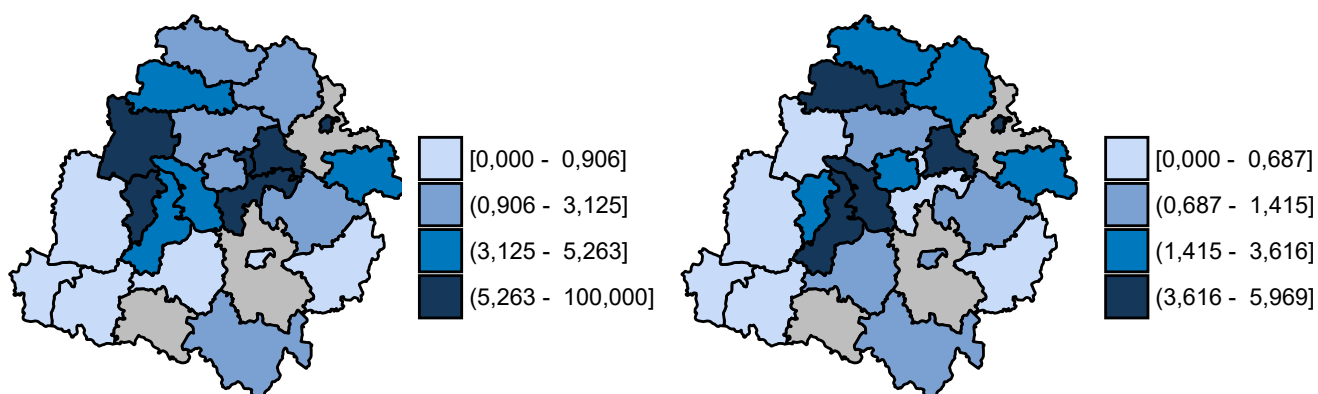 [0,000 - 0,906]
(0,906 - 3,125]
(3,125 - 5,263]
(5,263 - 100,000]
[0,000 - 0,687]
(0,687 - 1,415]
(1,415 - 3,616]
(3,616 - 5,969]